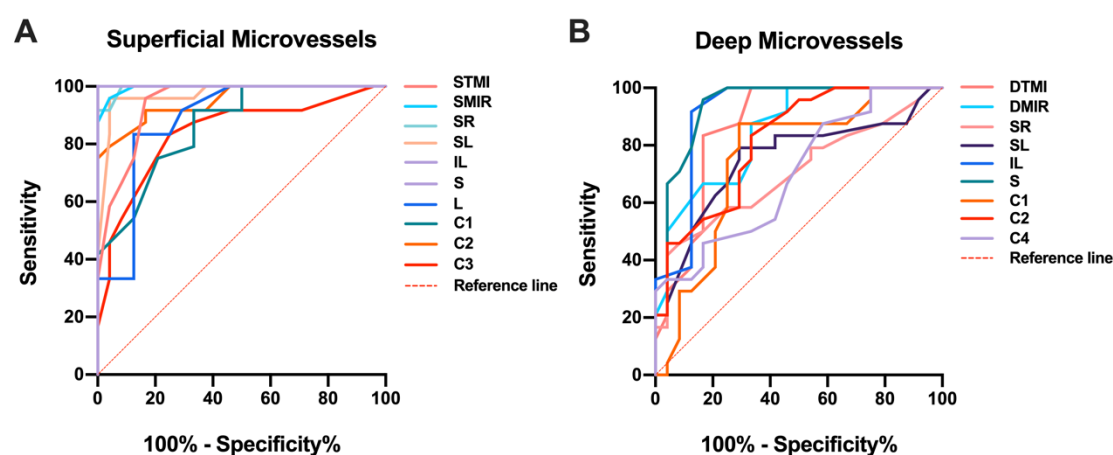 A
Superficial Microvessels
Sensitivity
100
80
60
40
20
0
0 20 40 60 80 100
100% - Specificity%
STMI
SMIR
SR
SL
IL
S
L
C1
C2
C3
Reference line
B
Deep Microvessels
Sensitivity
100
80
60
40
20
0
0 20 40 60 80 100
100% - Specificity%
DTMI
DMIR
SR
SL
IL
S
C1
C2
C4
Reference line